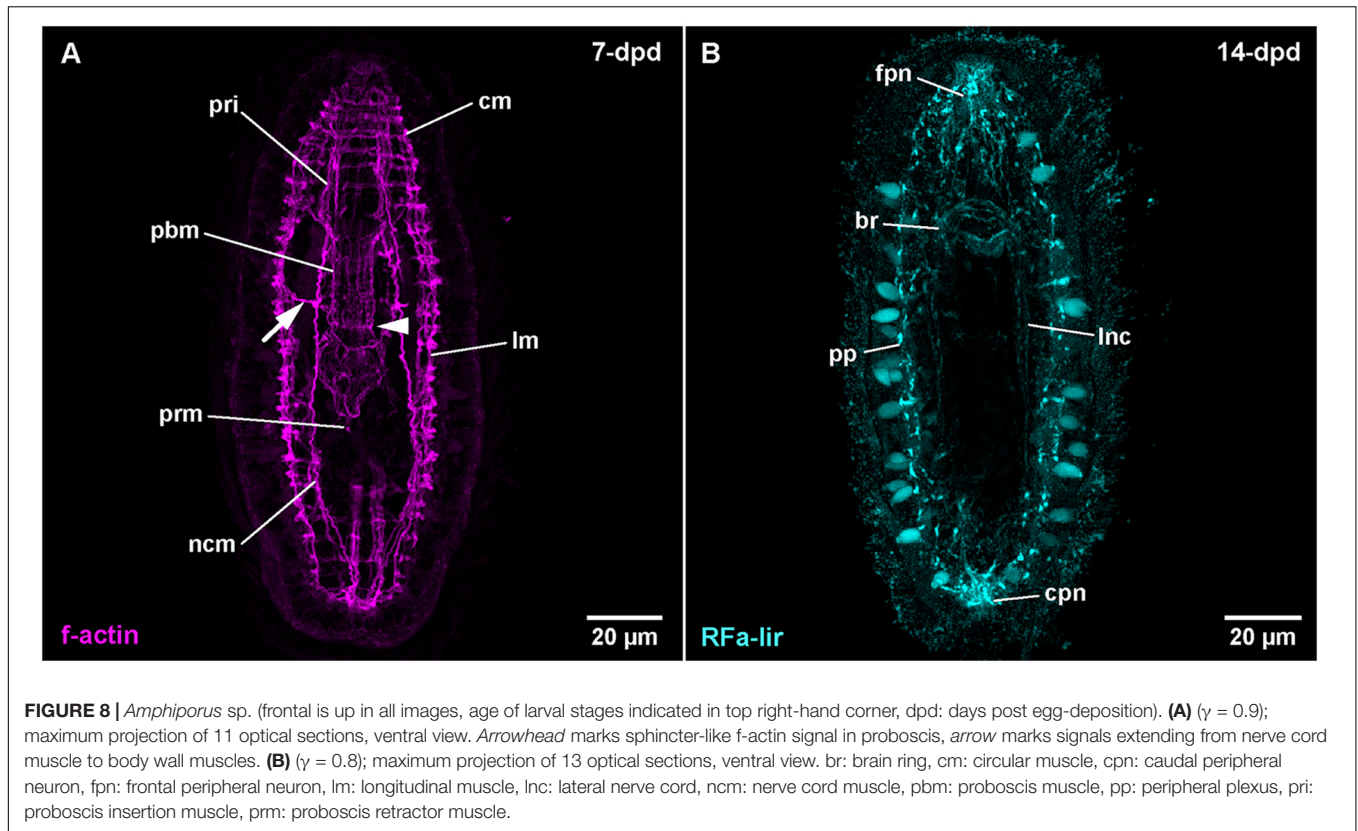 A
7-dpd
pri
cm
pbm
lm
prm
ncm
f-actin
20 µm
B
14-dpd
fpn
br
lnc
pp
cpn
RFa-lir
20 µm
FIGURE 8 | Amphiporus sp. (frontal is up in all images, age of larval stages indicated in top right-hand corner, dpd: days post egg-deposition). (A) (γ = 0.9);
maximum projection of 11 optical sections, ventral view. Arrowhead marks sphincter-like f-actin signal in proboscis, arrow marks signals extending from nerve cord
muscle to body wall muscles. (B) (γ = 0.8); maximum projection of 13 optical sections, ventral view. br: brain ring, cm: circular muscle, cpn: caudal peripheral
neuron, fpn: frontal peripheral neuron, lm: longitudinal muscle, lnc: lateral nerve cord, ncm: nerve cord muscle, pbm: proboscis muscle, pp: peripheral plexus, pri:
proboscis insertion muscle, prm: proboscis retractor muscle.